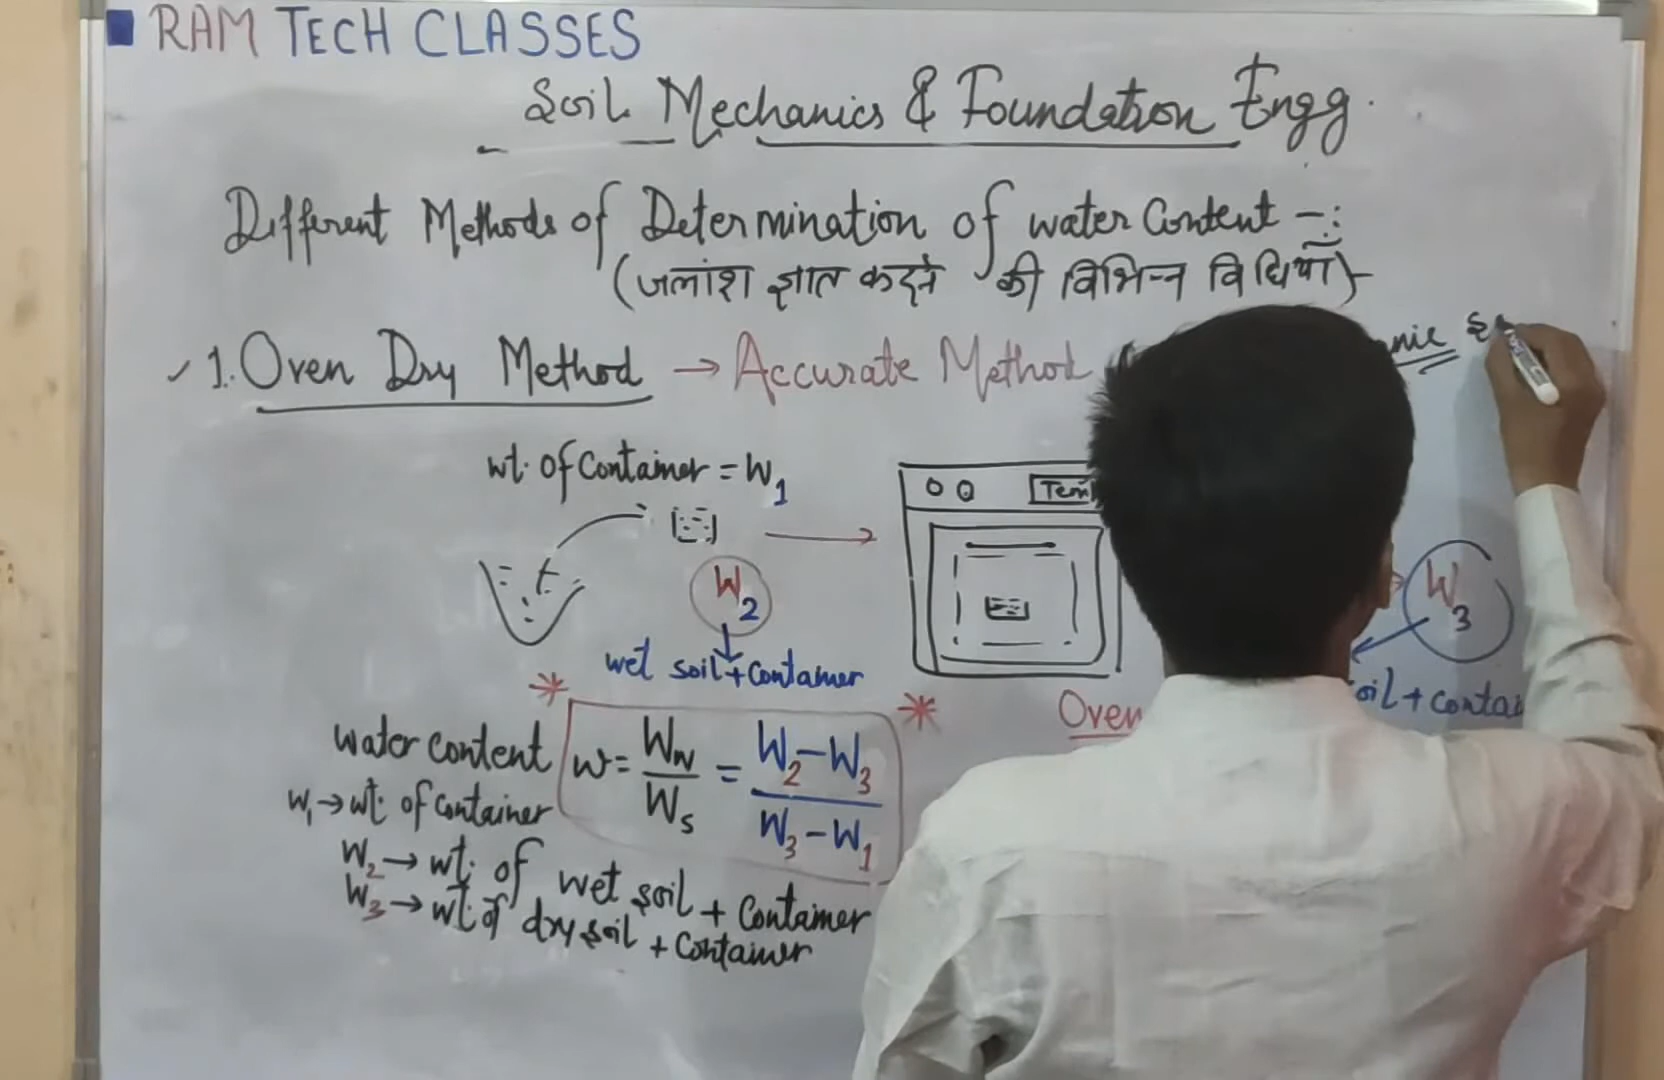 RAM TECH CLASSES
Soil Mechanics & Foundation Engg.
Different Methods of Determination of water Content -:
(जलांश ज्ञात करने की विभिन्न विधियाँ)
1. Oven Dry Method → Accurate Method
wt. of Container = W1
W2
wet soil + Container
Oven
W3
soil + contai
water content w = Ww/Ws = W2-W3/W3-W1
W1 → wt. of container
W2 → wt. of wet soil + Container
W3 → wt. of dry soil + Container